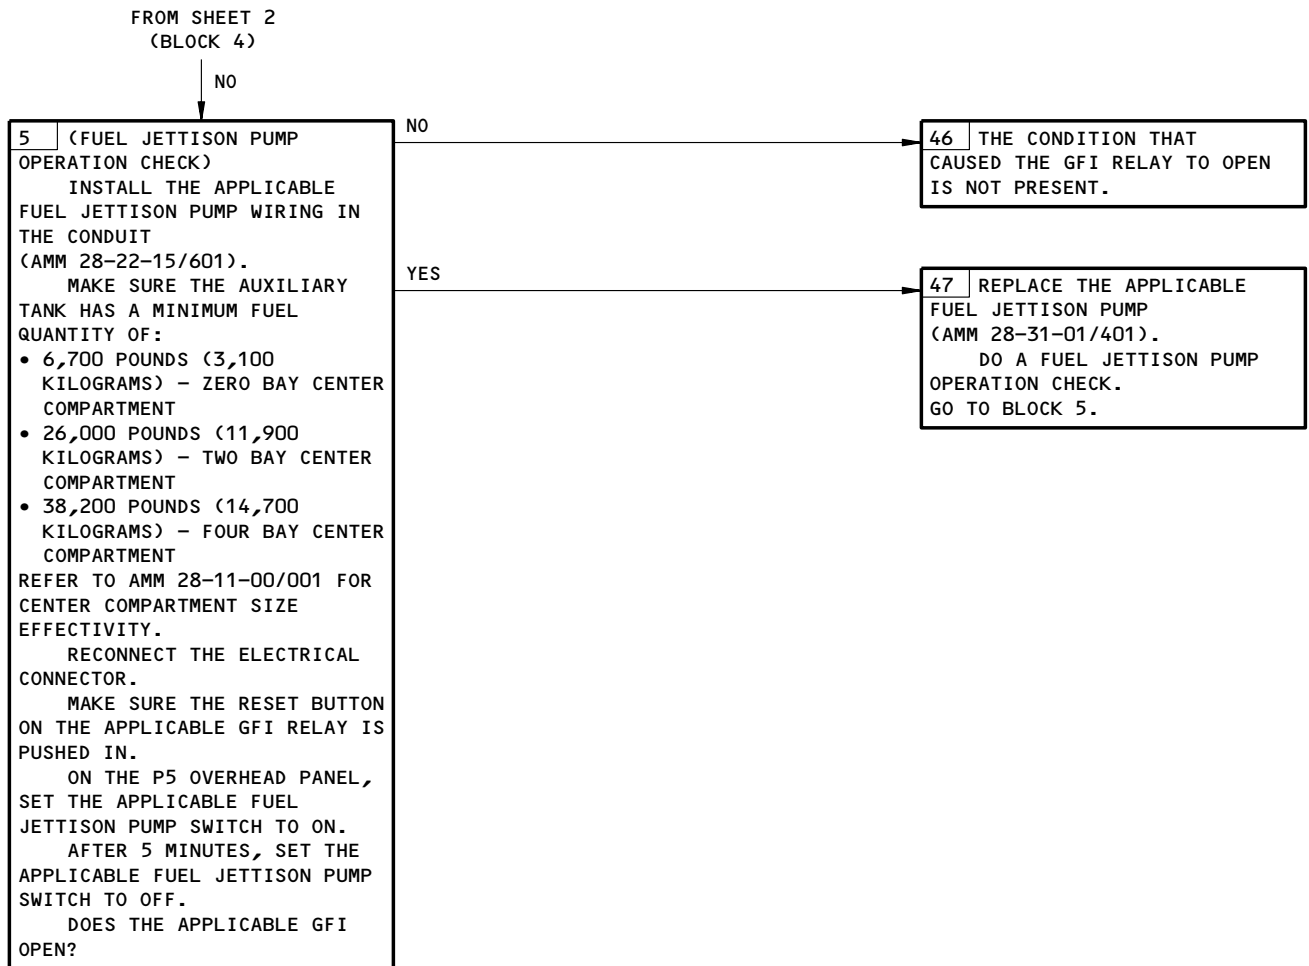 FROM SHEET 2
(BLOCK 4)
NO
5 (FUEL JETTISON PUMP
OPERATION CHECK)
INSTALL THE APPLICABLE
FUEL JETTISON PUMP WIRING IN
THE CONDUIT
(AMM 28-22-15/601).
MAKE SURE THE AUXILIARY
TANK HAS A MINIMUM FUEL
QUANTITY OF:
• 6,700 POUNDS (3,100
KILOGRAMS) - ZERO BAY CENTER
COMPARTMENT
• 26,000 POUNDS (11,900
KILOGRAMS) - TWO BAY CENTER
COMPARTMENT
• 38,200 POUNDS (14,700
KILOGRAMS) - FOUR BAY CENTER
COMPARTMENT
REFER TO AMM 28-11-00/001 FOR
CENTER COMPARTMENT SIZE
EFFECTIVITY.
RECONNECT THE ELECTRICAL
CONNECTOR.
MAKE SURE THE RESET BUTTON
ON THE APPLICABLE GFI RELAY IS
PUSHED IN.
ON THE P5 OVERHEAD PANEL,
SET THE APPLICABLE FUEL
JETTISON PUMP SWITCH TO ON.
AFTER 5 MINUTES, SET THE
APPLICABLE FUEL JETTISON PUMP
SWITCH TO OFF.
DOES THE APPLICABLE GFI
OPEN?
NO
46 THE CONDITION THAT
CAUSED THE GFI RELAY TO OPEN
IS NOT PRESENT.
YES
47 REPLACE THE APPLICABLE
FUEL JETTISON PUMP
(AMM 28-31-01/401).
DO A FUEL JETTISON PUMP
OPERATION CHECK.
GO TO BLOCK 5.